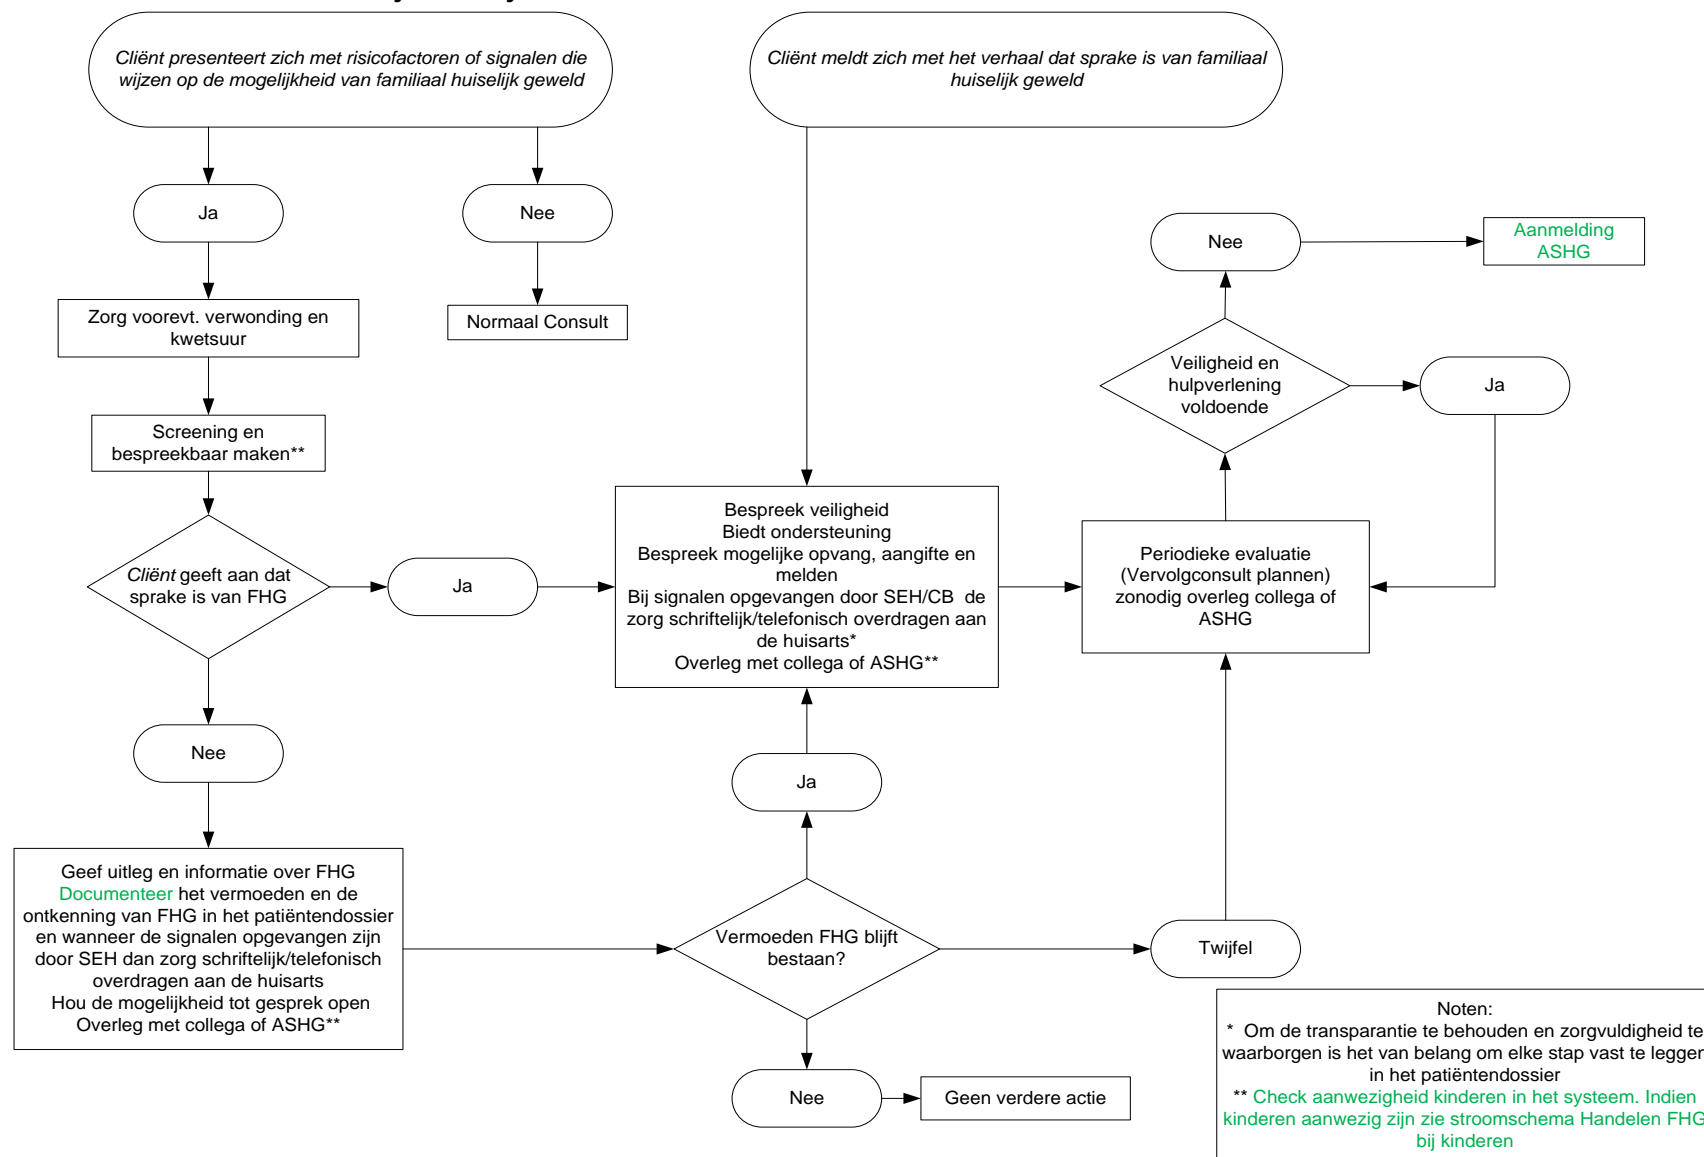 Cliënt presenteert zich met risicofactoren of signalen die
wijzen op de mogelijkheid van familiaal huiselijk geweld
Cliënt meldt zich met het verhaal dat sprake is van familiaal
huiselijk geweld
Ja
Nee
Nee
Aanmelding
ASHG
Zorg voorevt. verwonding en
kwetsuur
Normaal Consult
Veiligheid en
hulpverlening
voldoende
Ja
Screening en
bespreekbaar maken**
Cliënt geeft aan dat
sprake is van FHG
Ja
Bespreek veiligheid
Biedt ondersteuning
Bespreek mogelijke opvang, aangifte en
melden
Bij signalen opgevangen door SEH/CB de
zorg schriftelijk/telefonisch overdragen aan
de huisarts*
Overleg met collega of ASHG**
Periodieke evaluatie
(Vervolgconsult plannen)
zonodig overleg collega of
ASHG
Nee
Ja
Geef uitleg en informatie over FHG
Documenteer het vermoeden en de
ontkenning van FHG in het patiëntendossier
en wanneer de signalen opgevangen zijn
door SEH dan zorg schriftelijk/telefonisch
overdragen aan de huisarts
Hou de mogelijkheid tot gesprek open
Overleg met collega of ASHG**
Vermoeden FHG blijft
bestaan?
Twijfel
Nee
Geen verdere actie
Noten:
* Om de transparantie te behouden en zorgvuldigheid te
waarborgen is het van belang om elke stap vast te leggen
in het patiëntendossier
** Check aanwezigheid kinderen in het systeem. Indien
kinderen aanwezig zijn zie stroomschema Handelen FHG
bij kinderen